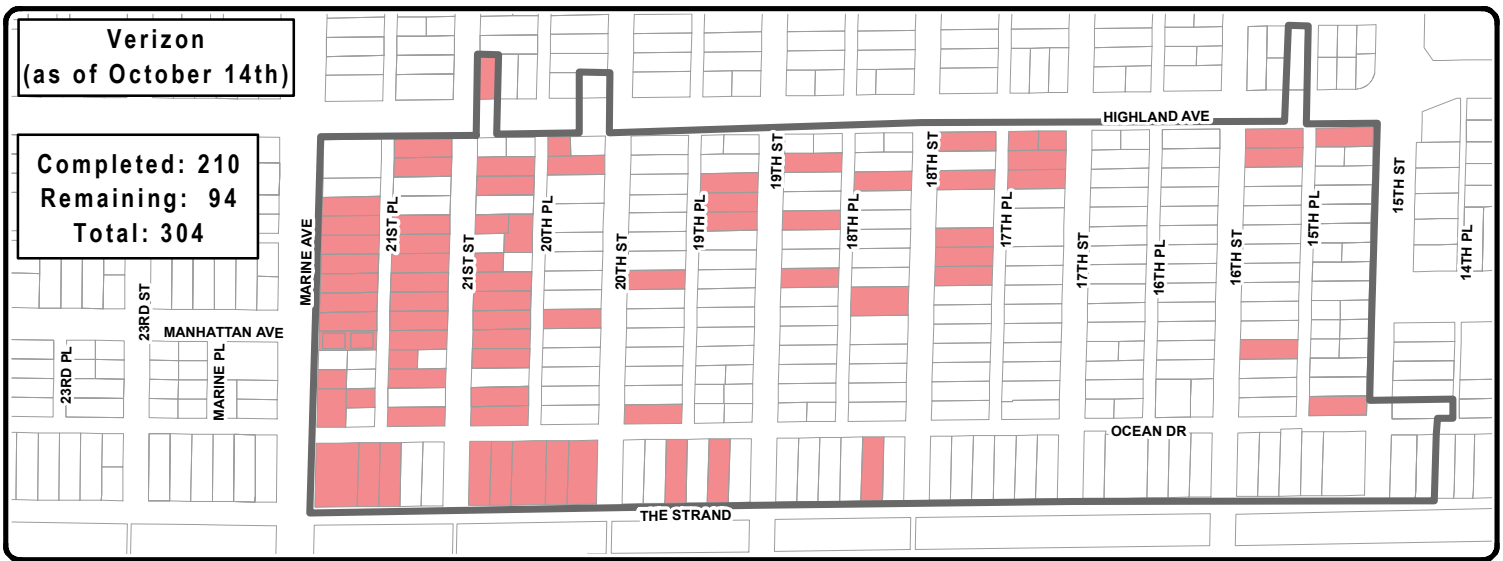 Verizon
(as of October 14th)
Completed: 210
Remaining: 94
Total: 304
HIGHLAND AVE
MARINE AVE
21ST PL
21ST ST
20TH PL
20TH ST
19TH PL
19TH ST
18TH PL
18TH ST
17TH PL
17TH ST
16TH PL
16TH ST
15TH PL
15TH ST
14TH PL
23RD ST
MANHATTAN AVE
23RD PL
MARINE PL
OCEAN DR
THE STRAND